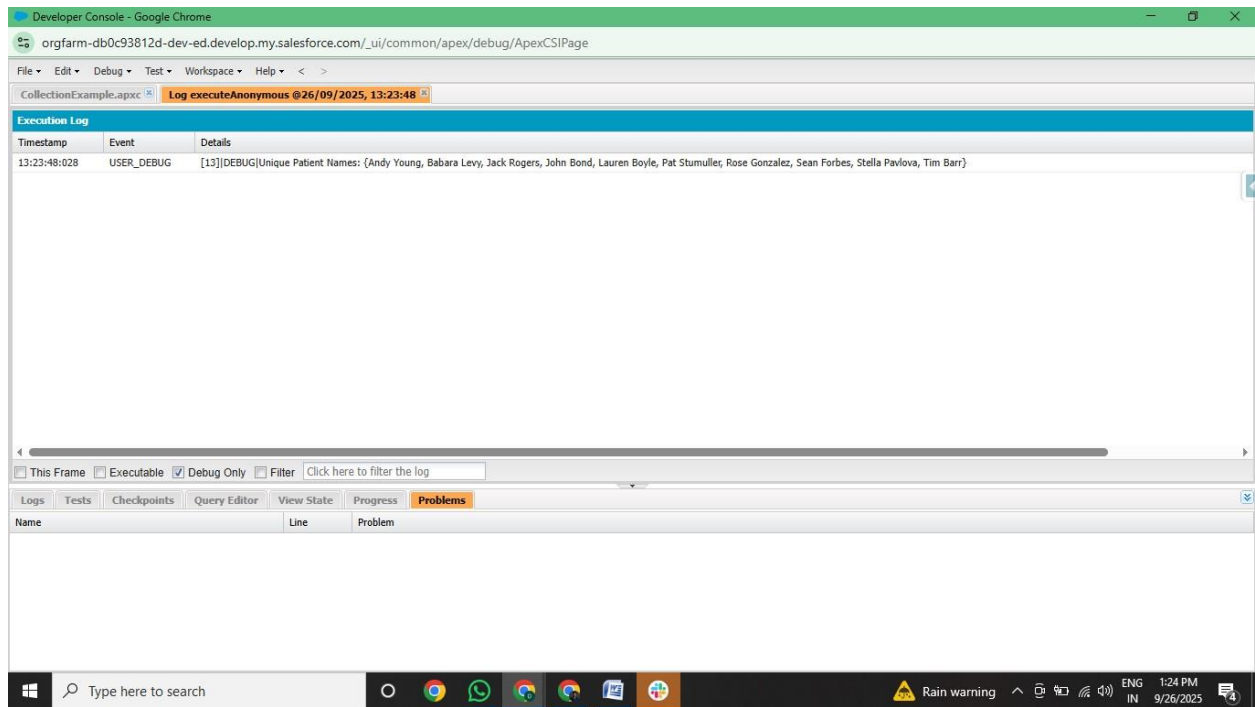 Developer Console - Google Chrome
orgfarm-db0c93812d-dev-ed.develop.my.salesforce.com/_ui/common/apex/debug/ApexCSIPage
File Edit Debug Test Workspace Help < >
CollectionExample.apxc Log executeAnonymous @26/09/2025, 13:23:48
Execution Log
Timestamp Event Details
13:23:48:028 USER_DEBUG [13]|DEBUG|Unique Patient Names: {Andy Young, Babara Levy, Jack Rogers, John Bond, Lauren Boyle, Pat Stumuller, Rose Gonzalez, Sean Forbes, Stella Pavlova, Tim Barr}
This Frame Executable Debug Only Filter Click here to filter the log
Logs Tests Checkpoints Query Editor View State Progress Problems
Name Line Problem
Type here to search Rain warning ENG 1:24 PM
IN 9/26/2025 4